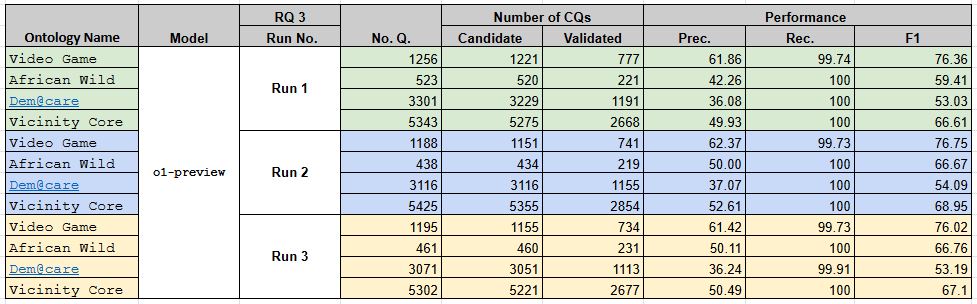 RQ 3 Number of CQs Performance
Ontology Name Model Run No. No. Q. Candidate Validated Prec. Rec. F1
Video Game 1256 1221 777 61.86 99.74 76.36
African Wild 523 520 221 42.26 100 59.41
Run 1
Dem@care 3301 3229 1191 36.08 100 53.03
Vicinity Core 5343 5275 2668 49.93 100 66.61
Video Game 1188 1151 741 62.37 99.73 76.75
African Wild 438 434 219 50.00 100 66.67
o1-preview Run 2
Dem@care 3116 3116 1155 37.07 100 54.09
Vicinity Core 5425 5355 2854 52.61 100 68.95
Video Game 1195 1155 734 61.42 99.73 76.02
African Wild 461 460 231 50.11 100 66.76
Run 3
Dem@care 3071 3051 1113 36.24 99.91 53.19
Vicinity Core 5302 5221 2677 50.49 100 67.1